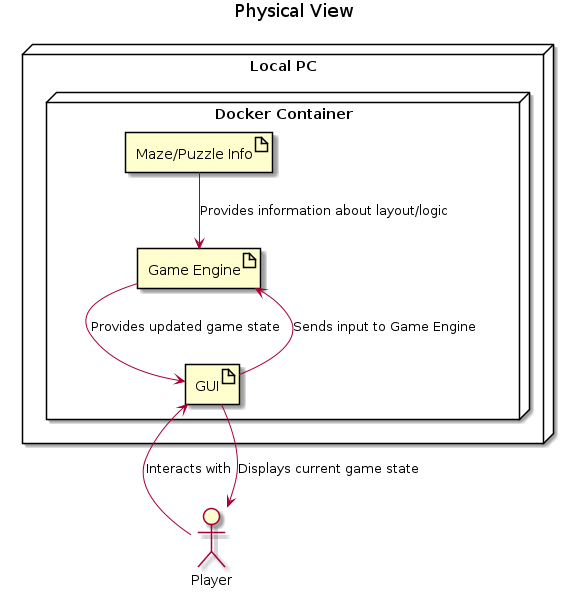 Physical View
Local PC
Docker Container
Maze/Puzzle Info
Provides information about layout/logic
Game Engine
Provides updated game state
Sends input to Game Engine
GUI
Interacts with
Displays current game state
Player